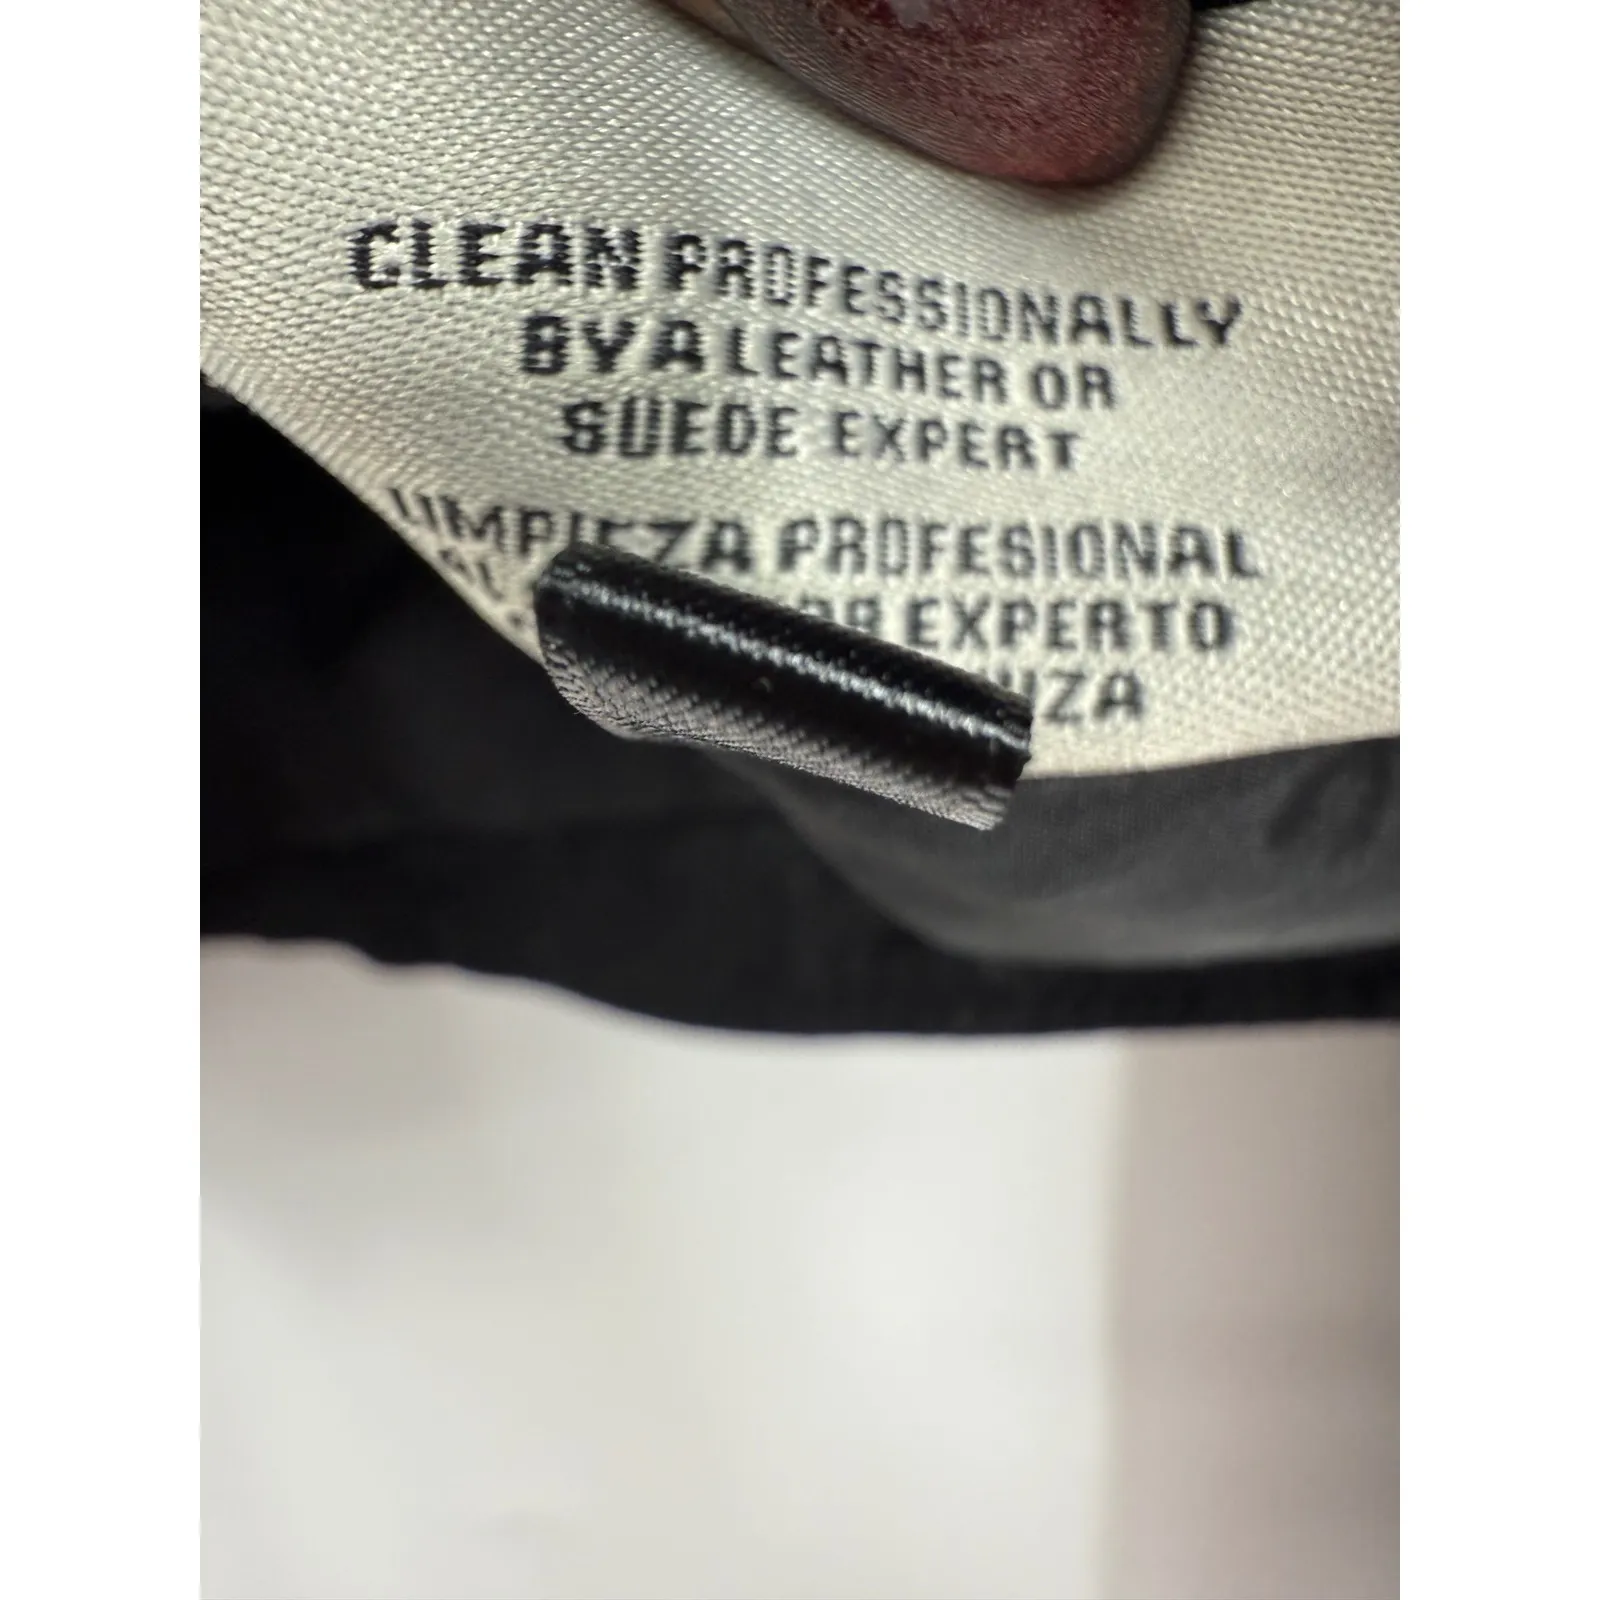 CLEAN PROFESSIONALLY
BY A LEATHER OR
SUEDE EXPERT
LIMPIEZA PROFESIONAL
EXPERTO